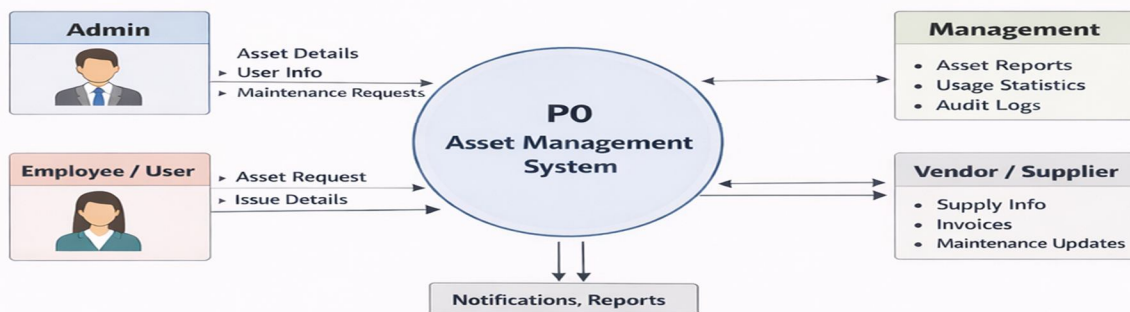 Admin
Asset Details
▸ User Info
▸ Maintenance Requests
Employee / User
▸ Asset Request
▸ Issue Details
P0
Asset Management
System
Management
• Asset Reports
• Usage Statistics
• Audit Logs
Vendor / Supplier
• Supply Info
• Invoices
• Maintenance Updates
Notifications, Reports